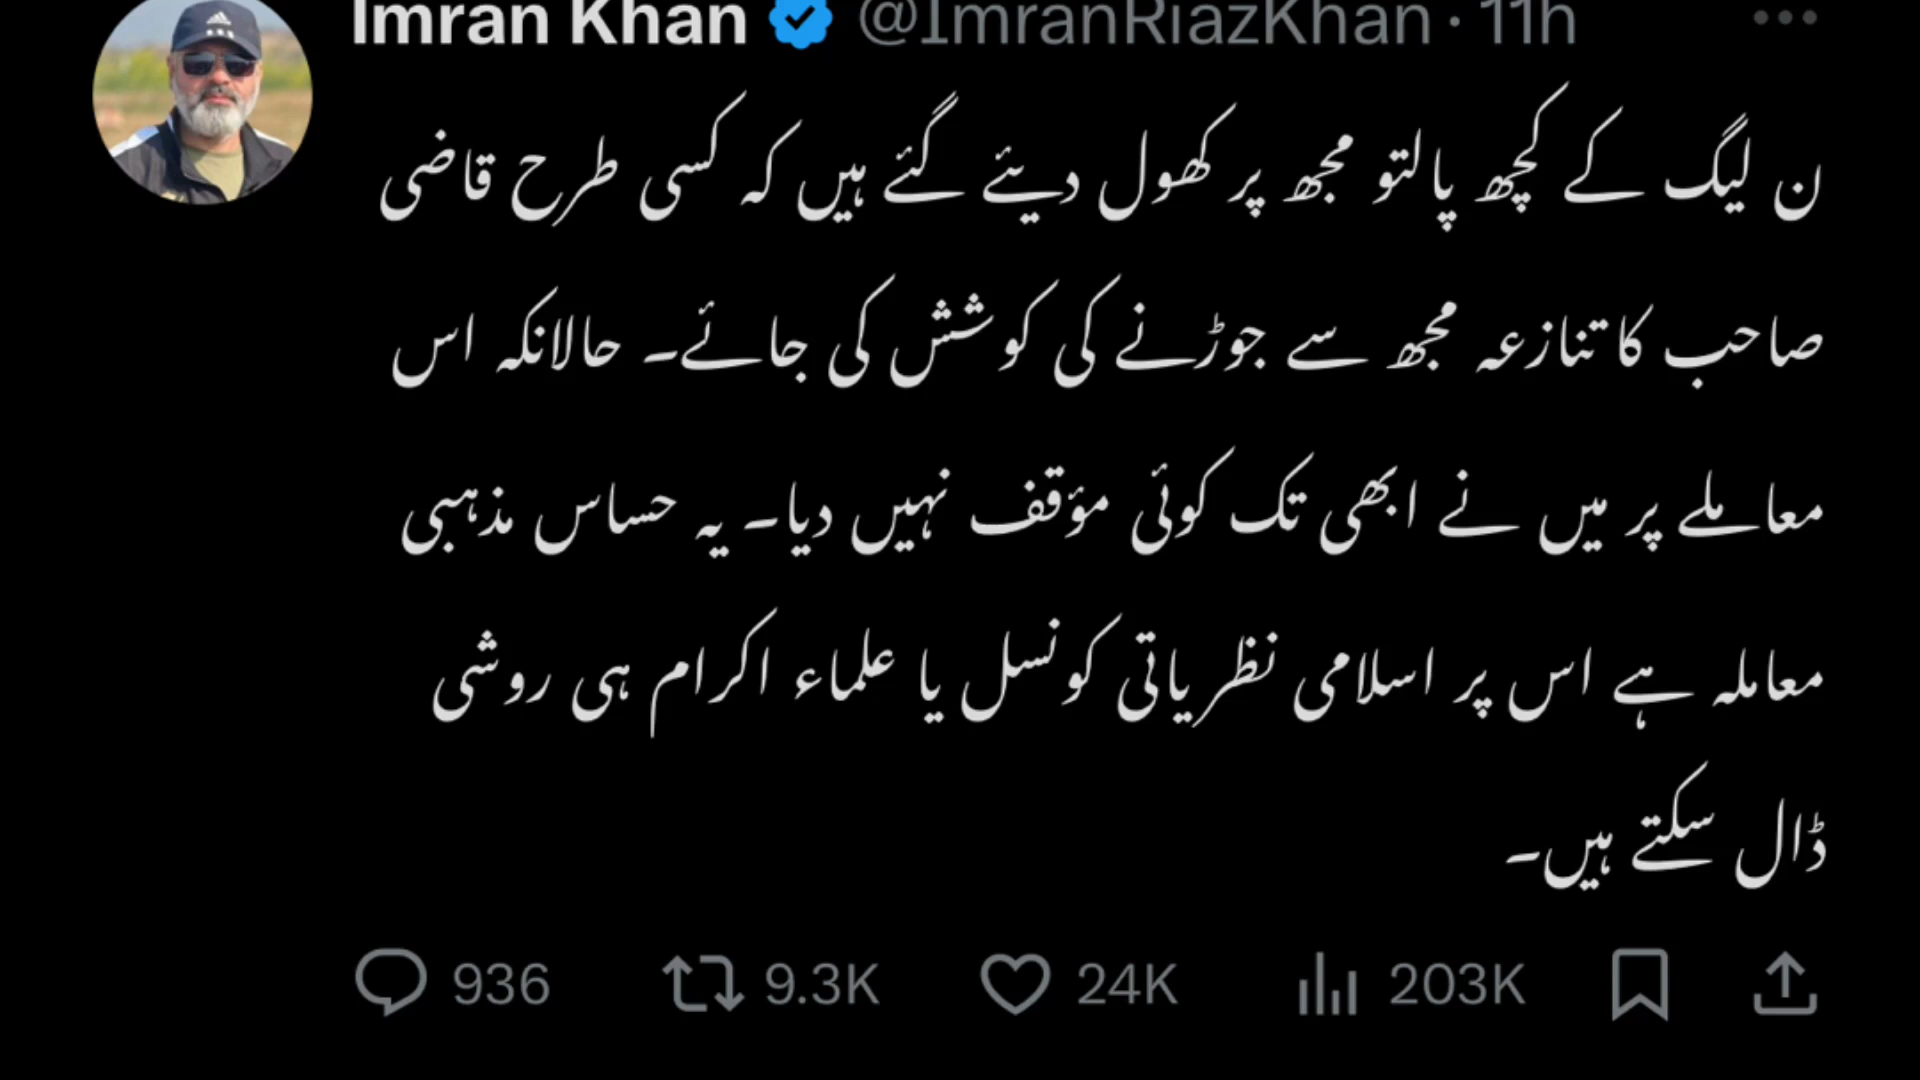 Imran Khan @ImranRiazKhan · 11h
ن لیگ کے کچھ پالتو مجھ پر کھول دیئے گئے ہیں کہ کسی طرح قاضی
صاحب کا تنازعہ مجھ سے جوڑنے کی کوشش کی جائے۔ حالانکہ اس
معاملے پر میں نے ابھی تک کوئی مؤقف نہیں دیا۔ یہ حساس مذہبی
معاملہ ہے اس پر اسلامی نظریاتی کونسل یا علماء اکرام ہی روشی
ڈال سکتے ہیں۔
936 9.3K 24K 203K